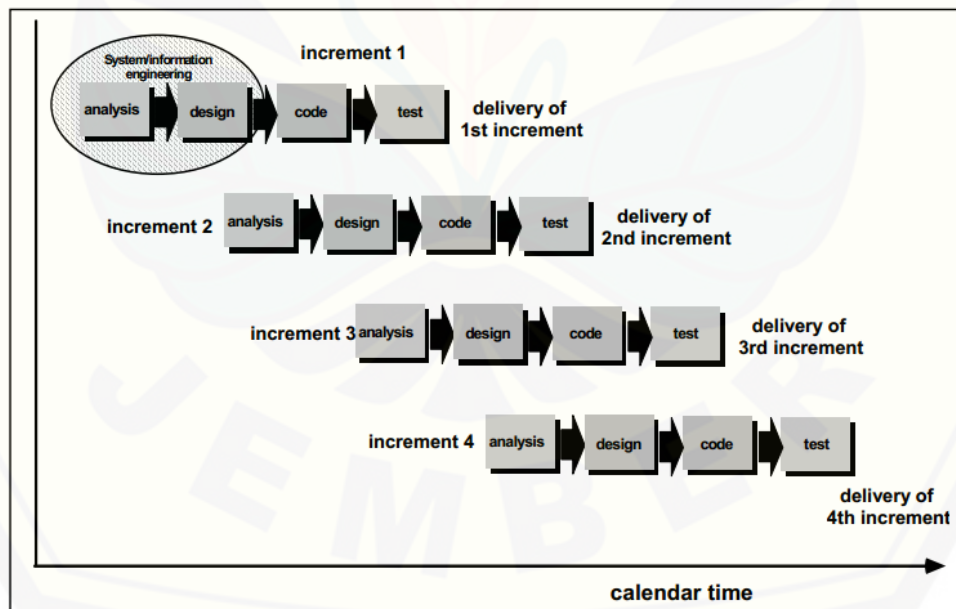 System/information
engineering
increment 1
analysis
design
code
test
delivery of
1st increment
increment 2
analysis
design
code
test
delivery of
2nd increment
increment 3
analysis
design
code
test
delivery of
3rd increment
increment 4
analysis
design
code
test
delivery of
4th increment
calendar time
JEMBER